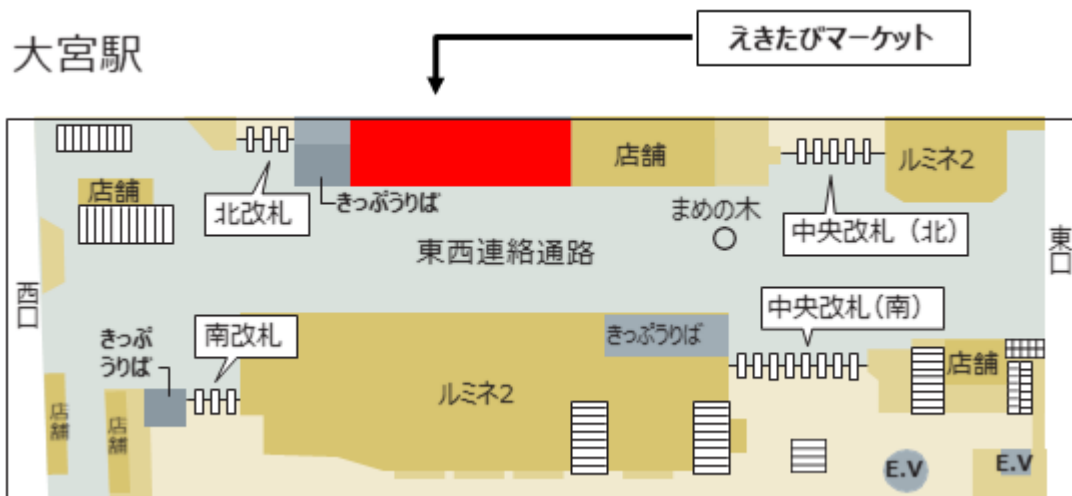 大宮駅
えきたびマーケット
店舗
ルミネ2
店舗
きっぷうりば
北改札
まめの木
中央改札（北）
東西連絡通路
東口
西口
中央改札（南）
南改札
きっぷ
うりば
きっぷうりば
店舗
ルミネ2
店舗
店舗
E.V
E.V